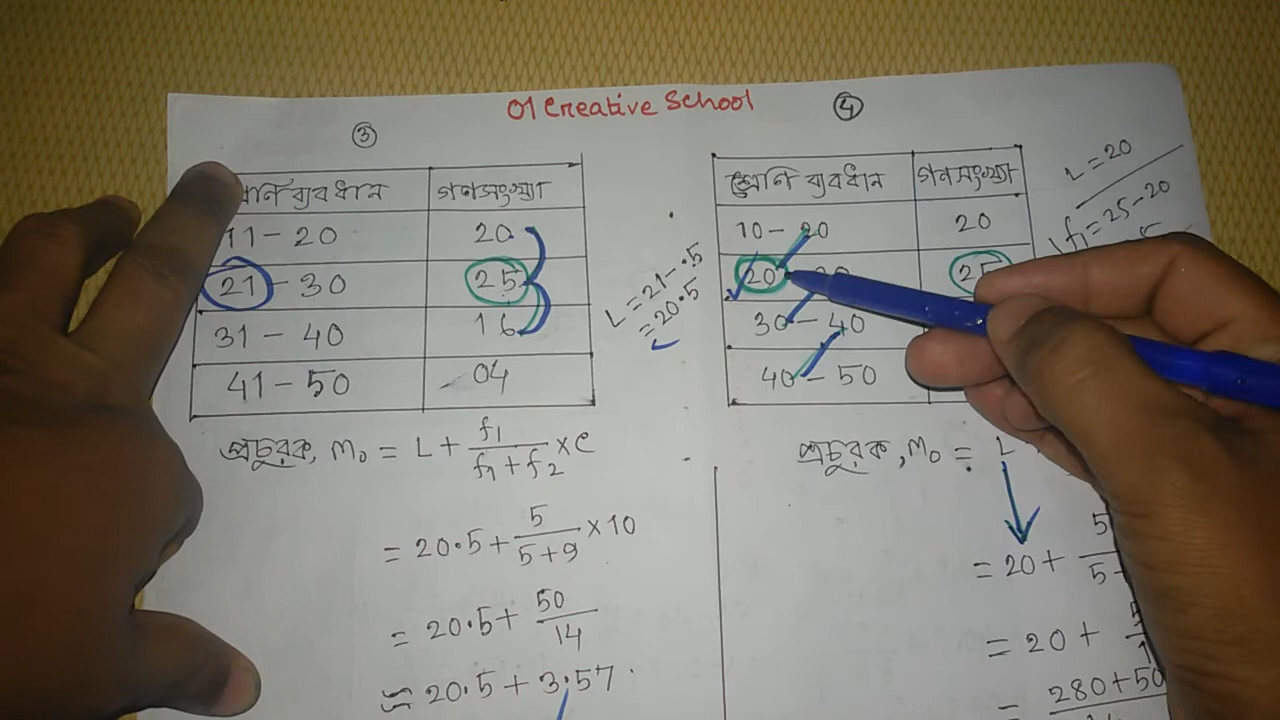 01 Creative School
③
ব্যবধান গণসংখ্যা
11 - 20 20
21 - 30 25
31 - 40 16
41 - 50 04
L = 21 - .5
= 20.5
প্রচুরক, M₀ = L + f₁/(f₁ + f₂) × c
= 20.5 + 5/(5+9) × 10
= 20.5 + 50/14
≈ 20.5 + 3.57
④
শ্রেণি ব্যবধান গণসংখ্যা
10 - 20 20
20
30 - 40
40 - 50
L = 20
f₁ = 25 - 20
প্রচুরক, M₀ = L
= 20 +
= 20 +
= 280 + 50